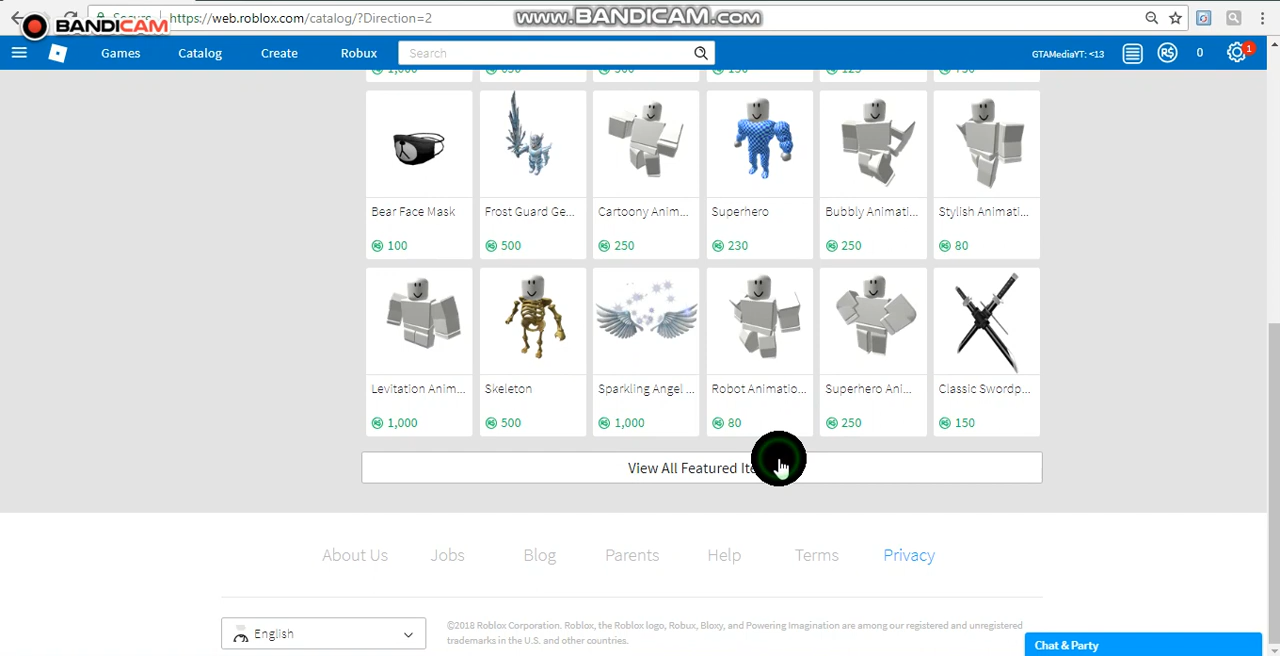 www.BANDICAM.com
BANDICAM
Secure
https://web.roblox.com/catalog/?Direction=2
Games Catalog Create Robux Search GTAMediaYT: <13 0 1
Bear Face Mask Frost Guard Ge... Cartoony Anim... Superhero Bubbly Animati... Stylish Animati...
100 500 250 230 250 80
Levitation Anim... Skeleton Sparkling Angel ... Robot Animatio... Superhero Ani... Classic Swordp...
1,000 500 1,000 80 250 150
View All Featured
About Us Jobs Blog Parents Help Terms Privacy
English
©2018 Roblox Corporation. Roblox, the Roblox logo, Robux, Bloxy, and Powering Imagination are among our registered and unregistered
trademarks in the U.S. and other countries.
Chat & Party